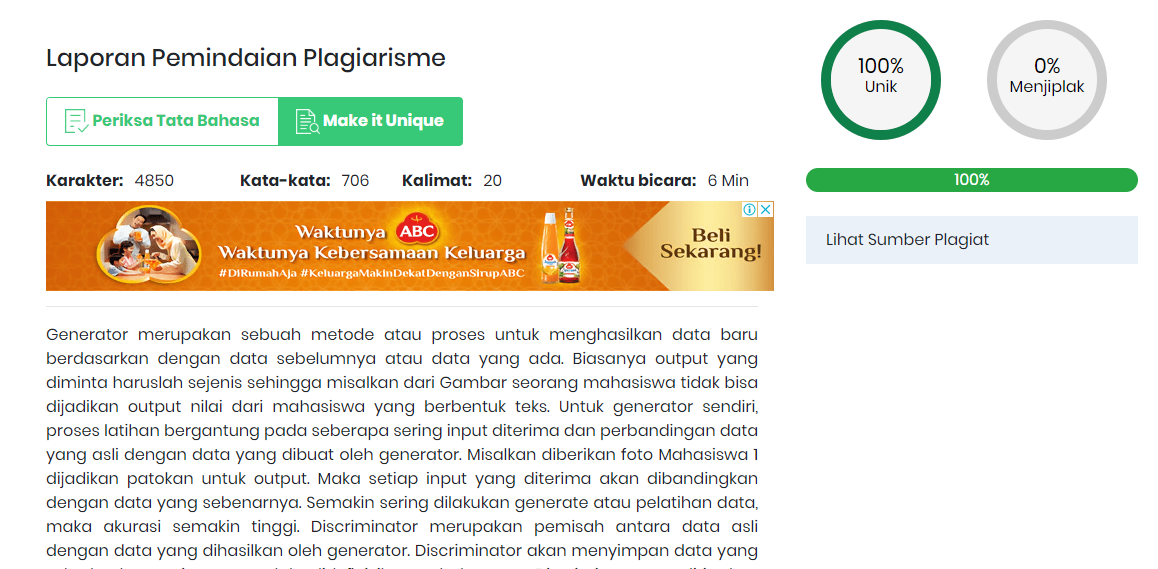 Laporan Pemindaian Plagiarisme
Periksa Tata Bahasa
Make it Unique
Karakter: 4850 Kata-kata: 706 Kalimat: 20 Waktu bicara: 6 Min
Waktunya ABC
Waktunya Kebersamaan Keluarga
#DiRumahAja #KeluargaMakinDekatDenganSirupABC
Beli
Sekarang!
Generator merupakan sebuah metode atau proses untuk menghasilkan data baru
berdasarkan dengan data sebelumnya atau data yang ada. Biasanya output yang
diminta haruslah sejenis sehingga misalkan dari Gambar seorang mahasiswa tidak bisa
dijadikan output nilai dari mahasiswa yang berbentuk teks. Untuk generator sendiri,
proses latihan bergantung pada seberapa sering input diterima dan perbandingan data
yang asli dengan data yang dibuat oleh generator. Misalkan diberikan foto Mahasiswa 1
dijadikan patokan untuk output. Maka setiap input yang diterima akan dibandingkan
dengan data yang sebenarnya. Semakin sering dilakukan generate atau pelatihan data,
maka akurasi semakin tinggi. Discriminator merupakan pemisah antara data asli
dengan data yang dihasilkan oleh generator. Discriminator akan menyimpan data yang
100%
Unik
0%
Menjiplak
100%
Lihat Sumber Plagiat